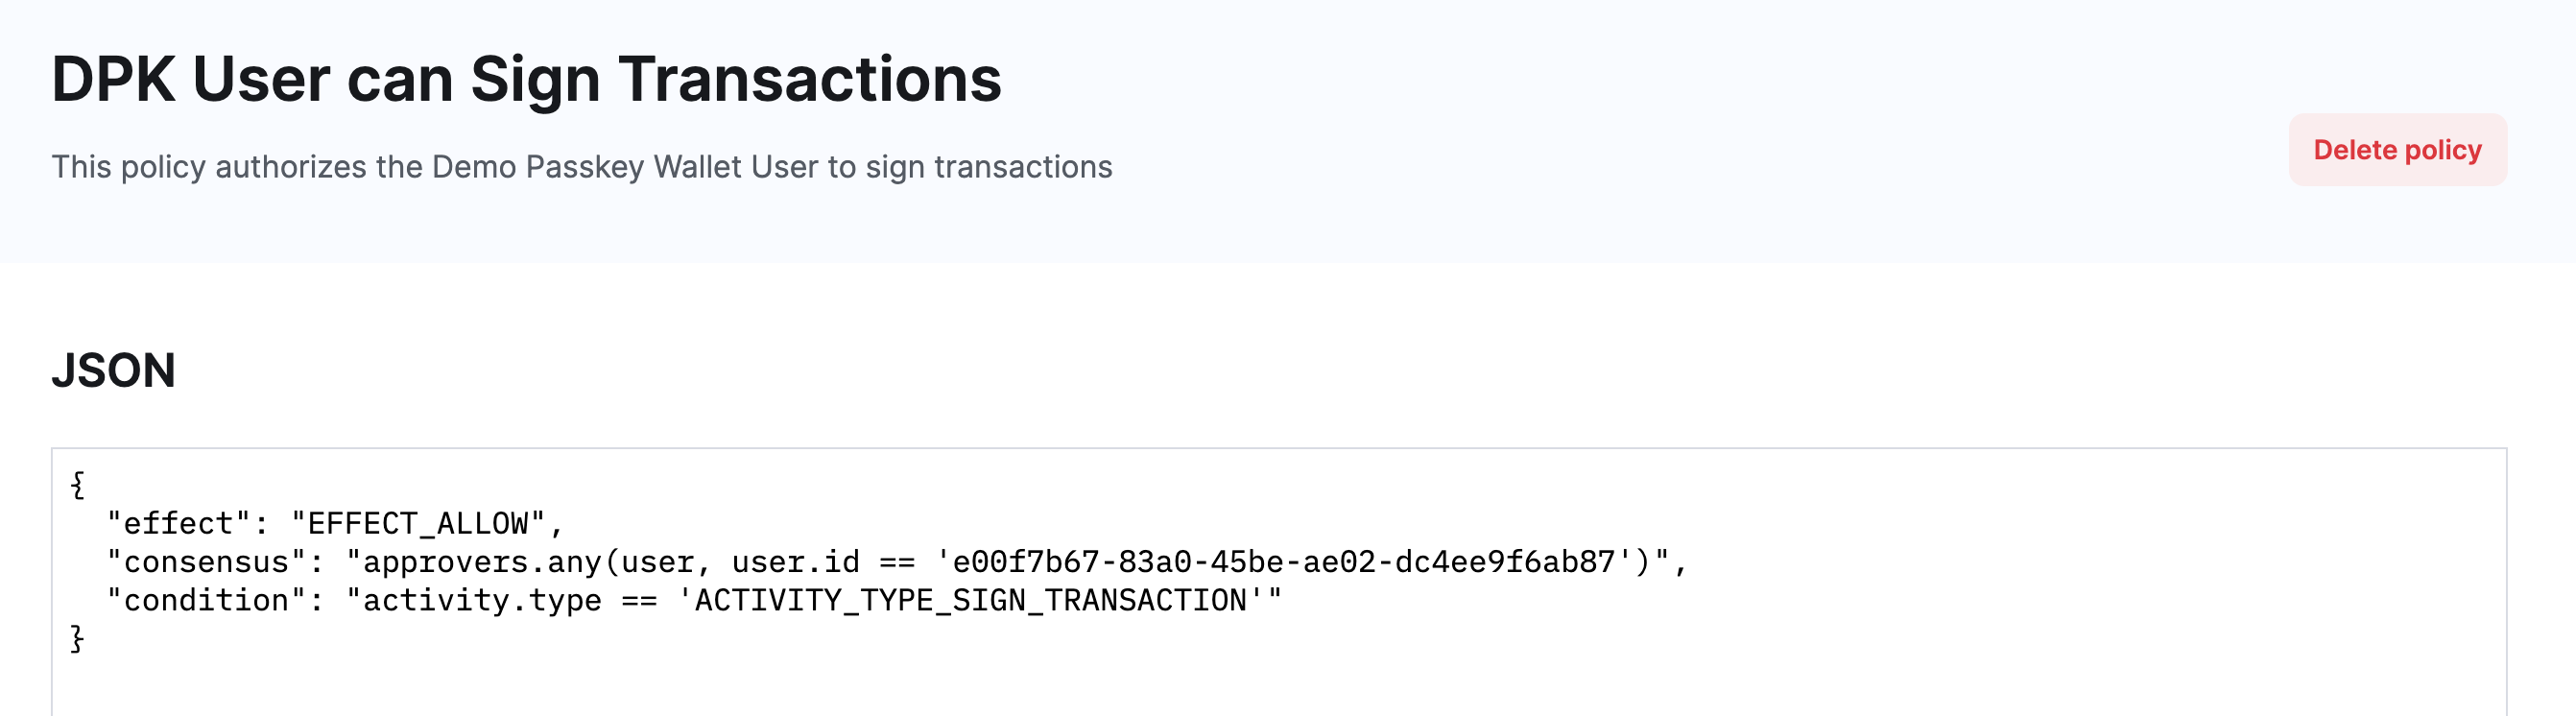 DPK User can Sign Transactions
This policy authorizes the Demo Passkey Wallet User to sign transactions
Delete policy
JSON
{
  "effect": "EFFECT_ALLOW",
  "consensus": "approvers.any(user, user.id == 'e00f7b67-83a0-45be-ae02-dc4ee9f6ab87')",
  "condition": "activity.type == 'ACTIVITY_TYPE_SIGN_TRANSACTION'"
}